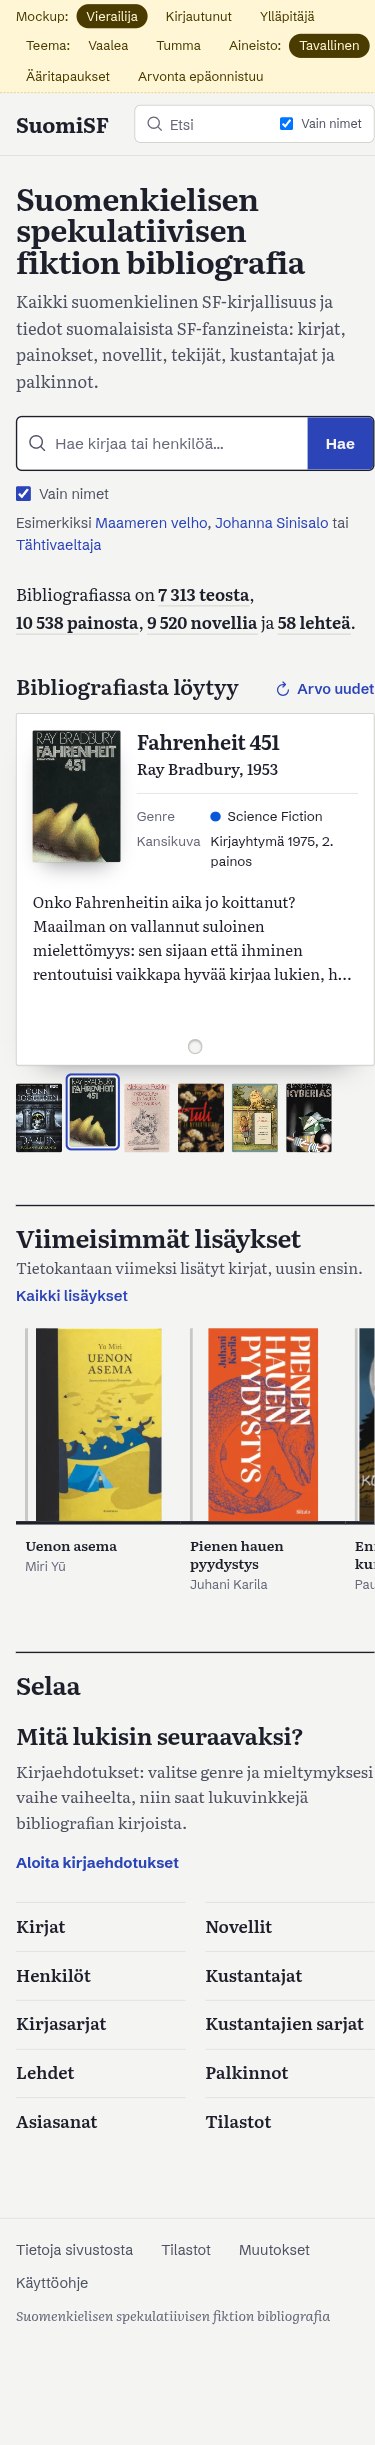 Mockup: Vierailija Kirjautunut Ylläpitäjä
Teema: Vaalea Tumma Aineisto: Tavallinen
Ääritapaukset Arvonta epäonnistuu
SuomiSF Etsi Vain nimet
Suomenkielisen
spekulatiivisen
fiktion bibliografia
Kaikki suomenkielinen SF-kirjallisuus ja
tiedot suomalaisista SF-fanzineista: kirjat,
painokset, novellit, tekijät, kustantajat ja
palkinnot.
Hae kirjaa tai henkilöä… Hae
Vain nimet
Esimerkiksi Maameren velho, Johanna Sinisalo tai
Tähtivaeltaja
Bibliografiassa on 7 313 teosta,
10 538 painosta, 9 520 novellia ja 58 lehteä.
Bibliografiasta löytyy Arvo uudet
RAY BRADBURY
FAHRENHEIT
451
Fahrenheit 451
Ray Bradbury, 1953
Genre Science Fiction
Kansikuva Kirjayhtymä 1975, 2.
painos
Onko Fahrenheitin aika jo koittanut?
Maailman on vallannut suloinen
mielettömyys: sen sijaan että ihminen
rentoutuisi vaikkapa hyvää kirjaa lukien, h…
RAY BRADBURY
FAHRENHEIT
451
Tuli
KYBERIAS
Viimeisimmät lisäykset
Tietokantaan viimeksi lisätyt kirjat, uusin ensin.
Kaikki lisäykset
Yū Miri
UENON
ASEMA
Juhani
Karila
PIENEN
HAUEN
PYYDYSTYS
Uenon asema
Miri Yū
Pienen hauen
pyydystys
Juhani Karila
Selaa
Mitä lukisin seuraavaksi?
Kirjaehdotukset: valitse genre ja mieltymyksesi
vaihe vaiheelta, niin saat lukuvinkkejä
bibliografian kirjoista.
Aloita kirjaehdotukset
Kirjat Novellit
Henkilöt Kustantajat
Kirjasarjat Kustantajien sarjat
Lehdet Palkinnot
Asiasanat Tilastot
Tietoja sivustosta Tilastot Muutokset
Käyttöohje
Suomenkielisen spekulatiivisen fiktion bibliografia